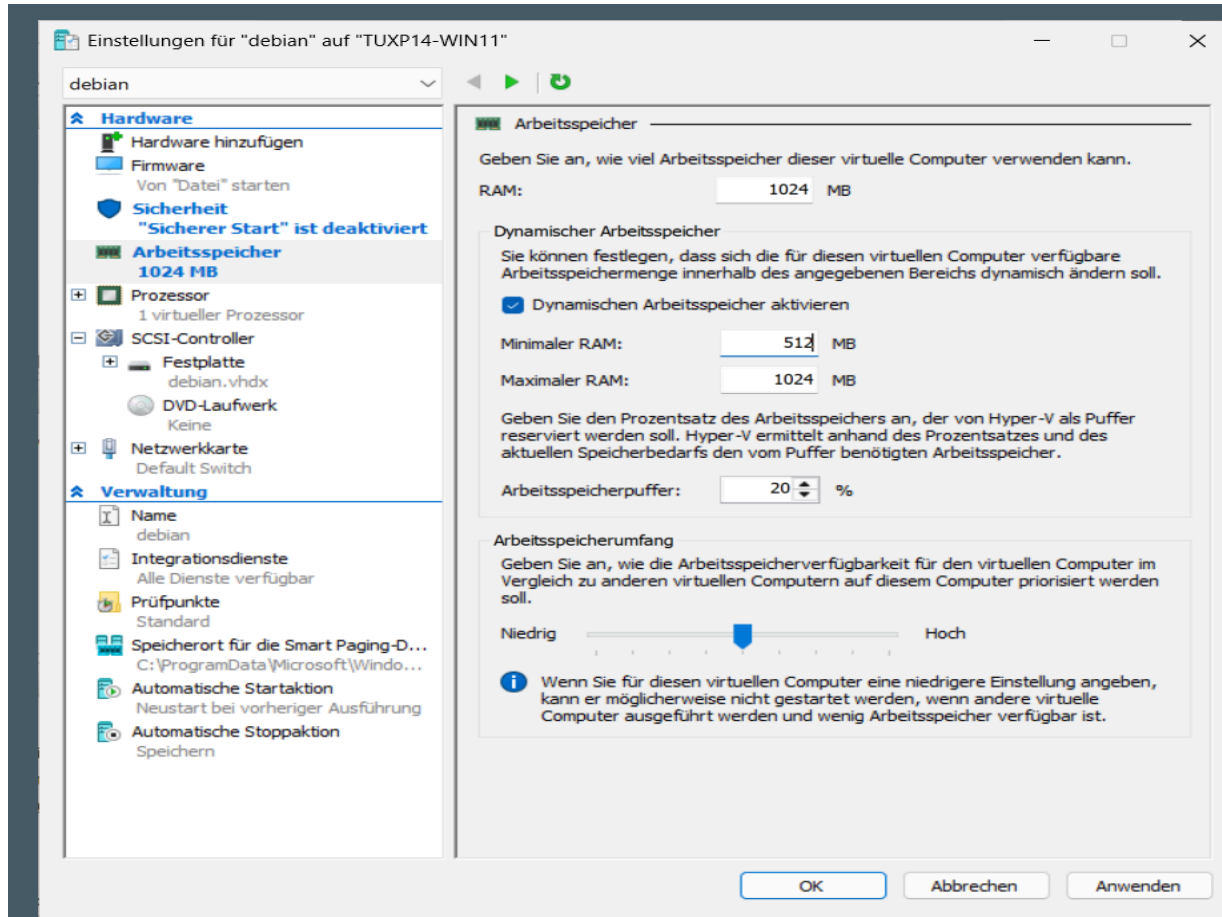 Einstellungen für "debian" auf "TUXP14-WIN11"
debian
Hardware
Hardware hinzufügen
Firmware
Von "Datei" starten
Sicherheit
"Sicherer Start" ist deaktiviert
Arbeitsspeicher
1024 MB
Prozessor
1 virtueller Prozessor
SCSI-Controller
Festplatte
debian.vhdx
DVD-Laufwerk
Keine
Netzwerkkarte
Default Switch
Verwaltung
Name
debian
Integrationsdienste
Alle Dienste verfügbar
Prüfpunkte
Standard
Speicherort für die Smart Paging-D...
C:\ProgramData\Microsoft\Windo...
Automatische Startaktion
Neustart bei vorheriger Ausführung
Automatische Stoppaktion
Speichern
Arbeitsspeicher
Geben Sie an, wie viel Arbeitsspeicher dieser virtuelle Computer verwenden kann.
RAM: 1024 MB
Dynamischer Arbeitsspeicher
Sie können festlegen, dass sich die für diesen virtuellen Computer verfügbare
Arbeitsspeichermenge innerhalb des angegebenen Bereichs dynamisch ändern soll.
Dynamischen Arbeitsspeicher aktivieren
Minimaler RAM: 512 MB
Maximaler RAM: 1024 MB
Geben Sie den Prozentsatz des Arbeitsspeichers an, der von Hyper-V als Puffer
reserviert werden soll. Hyper-V ermittelt anhand des Prozentsatzes und des
aktuellen Speicherbedarfs den vom Puffer benötigten Arbeitsspeicher.
Arbeitsspeicherpuffer: 20 %
Arbeitsspeicherumfang
Geben Sie an, wie die Arbeitsspeicherverfügbarkeit für den virtuellen Computer im
Vergleich zu anderen virtuellen Computern auf diesem Computer priorisiert werden
soll.
Niedrig Hoch
Wenn Sie für diesen virtuellen Computer eine niedrigere Einstellung angeben,
kann er möglicherweise nicht gestartet werden, wenn andere virtuelle
Computer ausgeführt werden und wenig Arbeitsspeicher verfügbar ist.
OK Abbrechen Anwenden